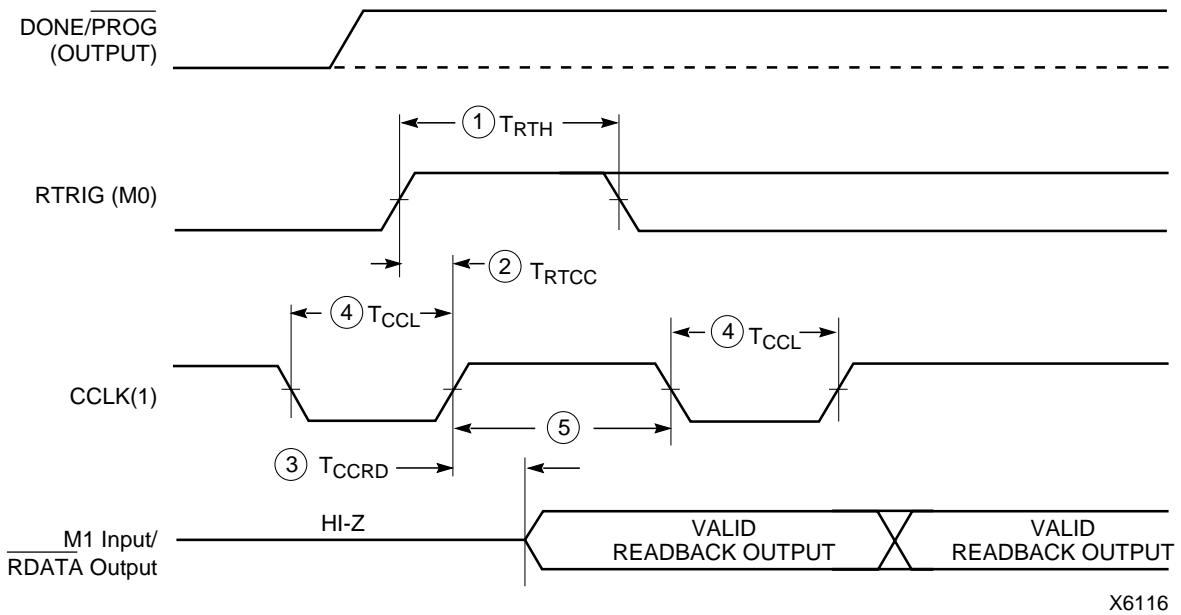 DONE/PROG
(OUTPUT)
1 TRTH
RTRIG (M0)
2 TRTCC
4 TCCL
4 TCCL
CCLK(1)
5
3 TCCRD
HI-Z
M1 Input/
RDATA Output
VALID
READBACK OUTPUT
VALID
READBACK OUTPUT
X6116